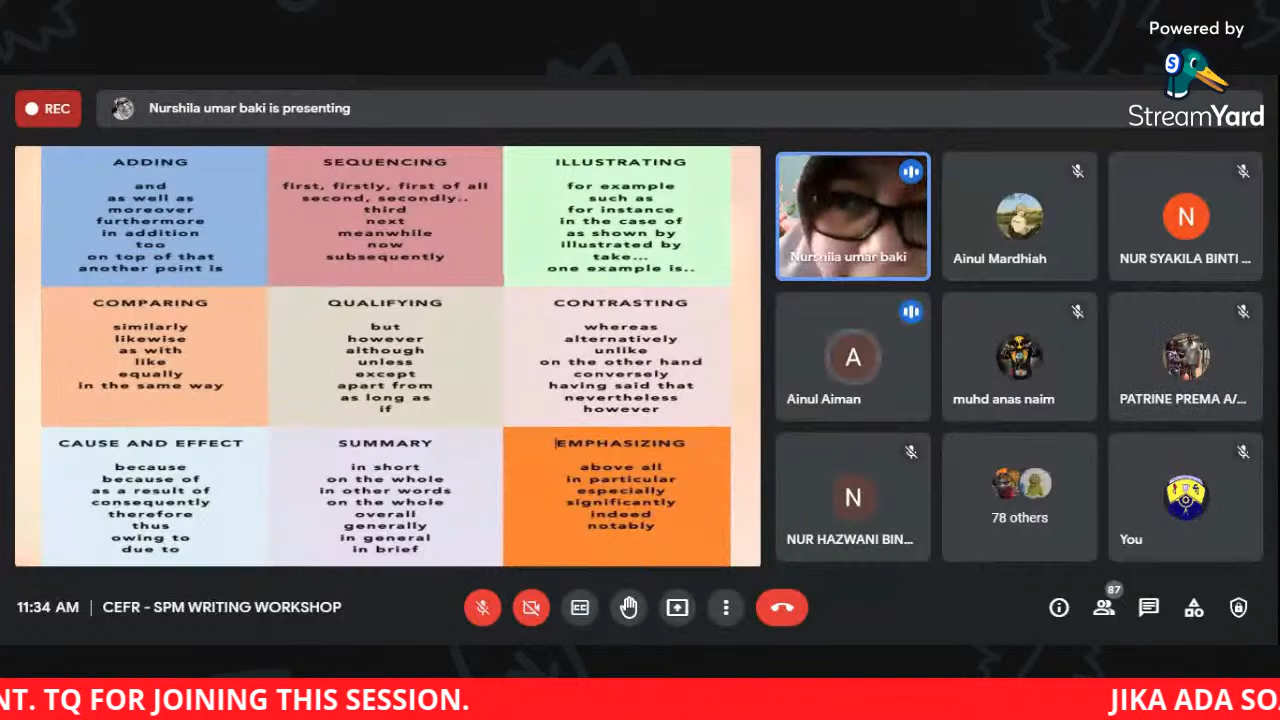 Powered by
S
StreamYard
REC
Nurshila umar baki is presenting
ADDING
and
as well as
moreover
furthermore
in addition
too
on top of that
another point is
SEQUENCING
first, firstly, first of all
second, secondly..
third
next
meanwhile
now
subsequently
ILLUSTRATING
for example
such as
for instance
in the case of
as shown by
illustrated by
take...
one example is..
COMPARING
similarly
likewise
as with
like
equally
in the same way
QUALIFYING
but
however
although
unless
except
apart from
as long as
if
CONTRASTING
whereas
alternatively
unlike
on the other hand
conversely
having said that
nevertheless
however
CAUSE AND EFFECT
because
because of
as a result of
consequently
therefore
thus
owing to
due to
SUMMARY
in short
on the whole
in other words
on the whole
overall
generally
in general
in brief
EMPHASIZING
above all
in particular
especially
significantly
indeed
notably
Nurshila umar baki
Ainul Mardhiah
N
NUR SYAKILA BINTI ...
A
Ainul Aiman
muhd anas naim
PATRINE PREMA A/...
N
NUR HAZWANI BIN...
78 others
You
11:34 AM | CEFR - SPM WRITING WORKSHOP
87
NT. TQ FOR JOINING THIS SESSION.
JIKA ADA SO